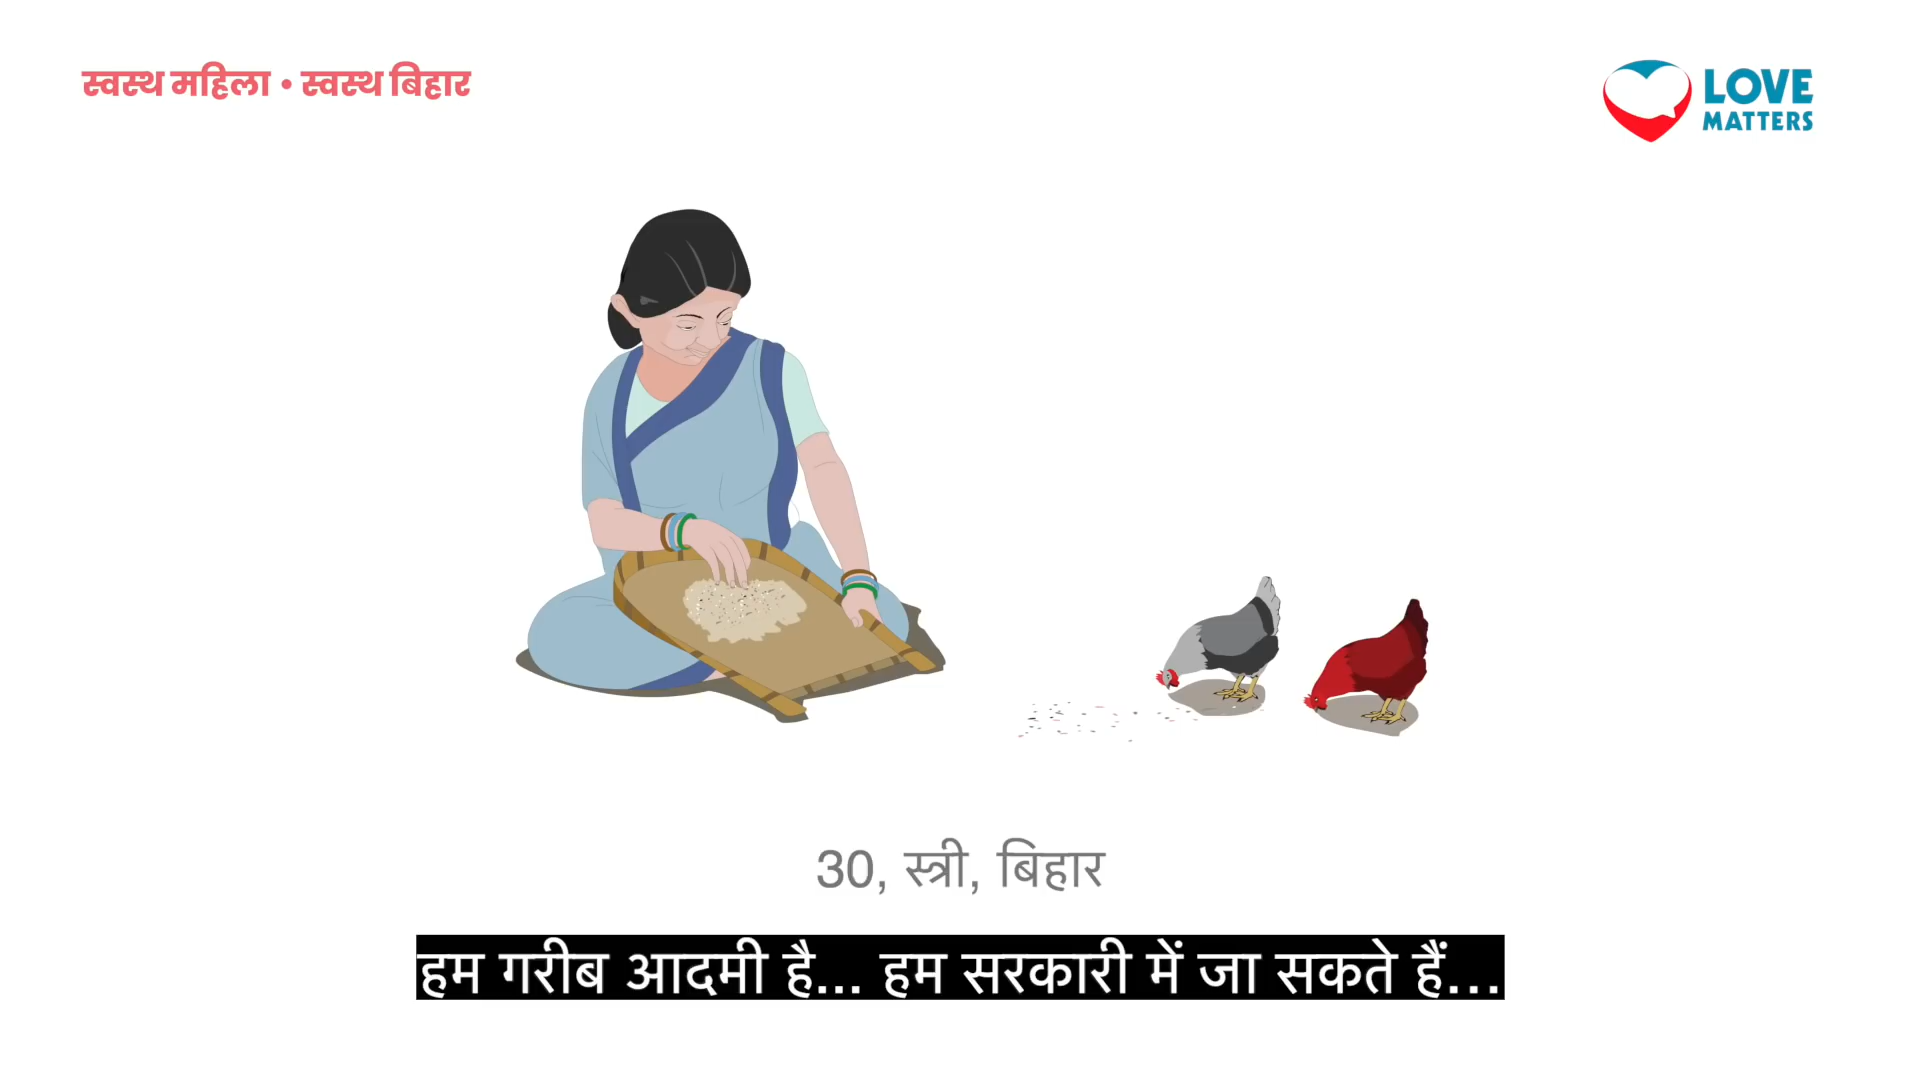 स्वस्थ महिला • स्वस्थ बिहार
LOVE
MATTERS
30, स्त्री, बिहार
हम गरीब आदमी है... हम सरकारी में जा सकते हैं...